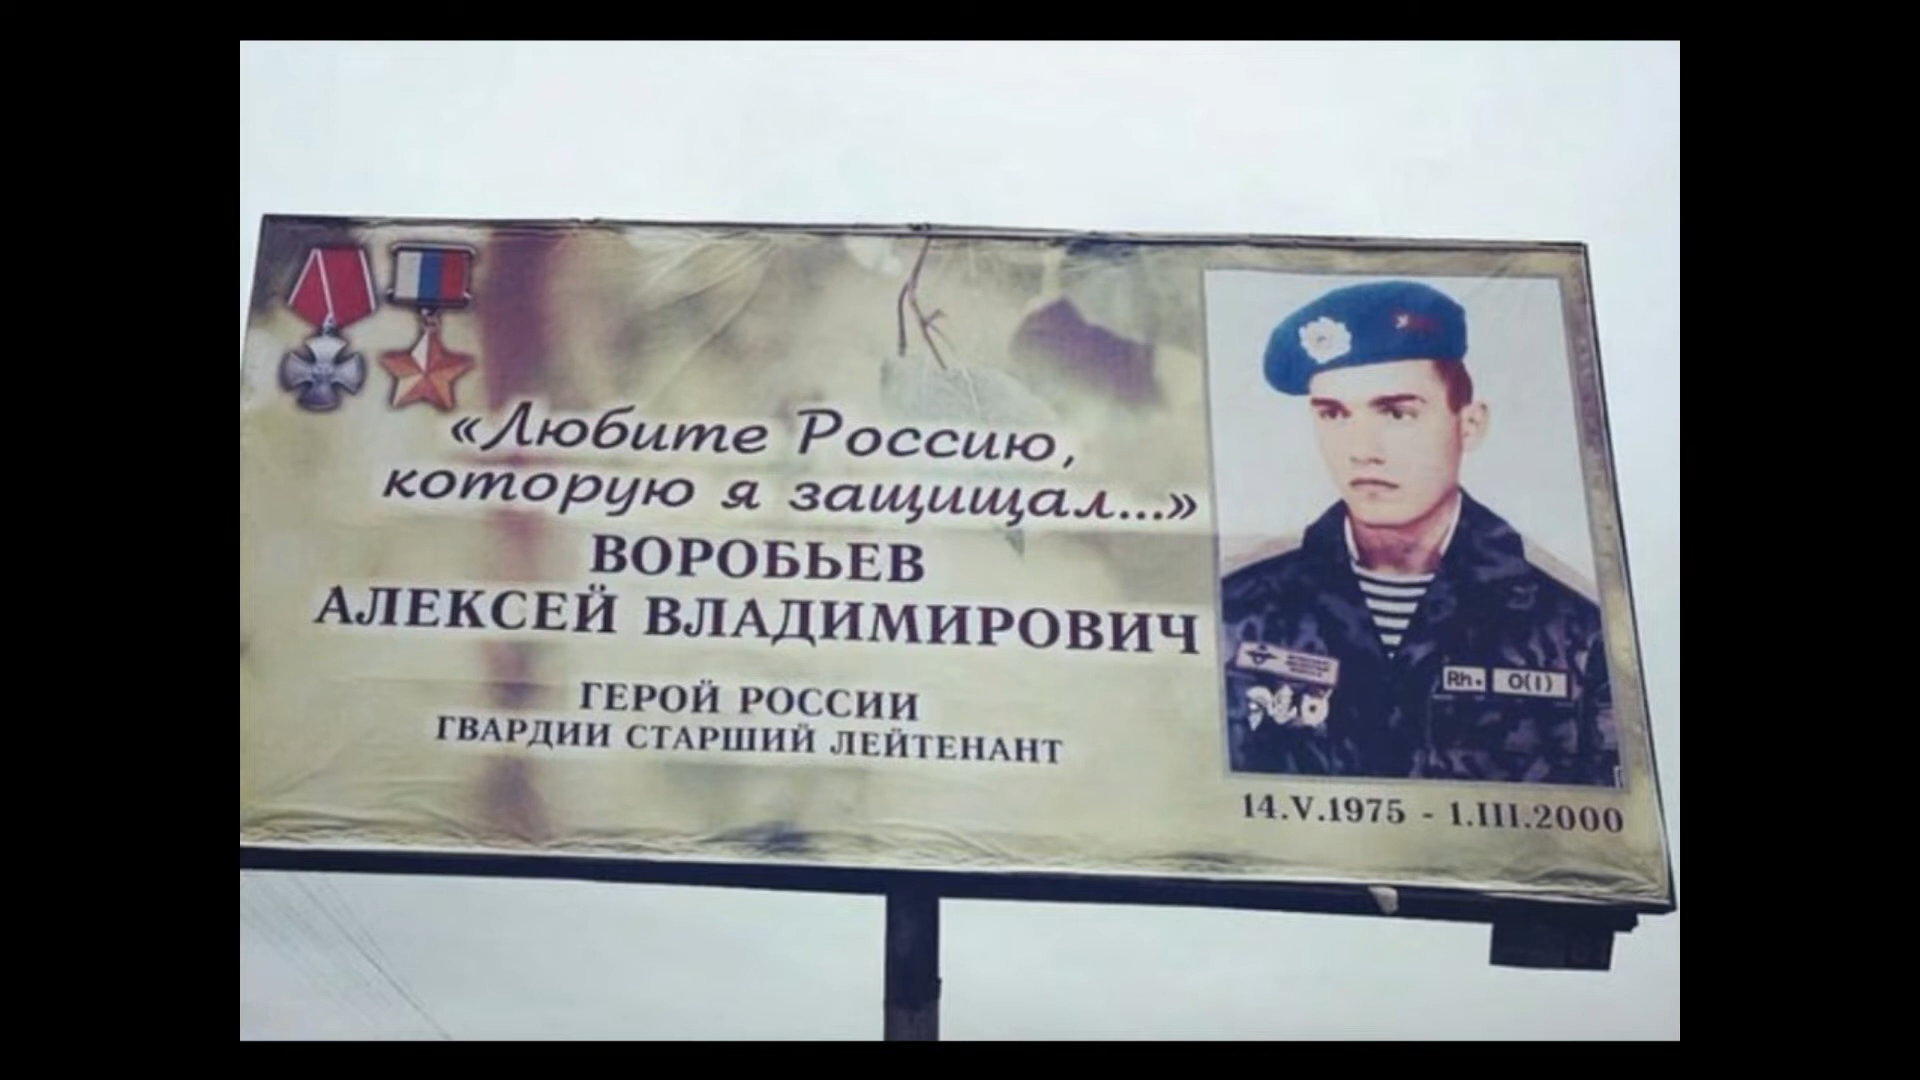 «Любите Россию,
которую я защищал...»
ВОРОБЬЕВ
АЛЕКСЕЙ ВЛАДИМИРОВИЧ
ГЕРОЙ РОССИИ
ГВАРДИИ СТАРШИЙ ЛЕЙТЕНАНТ
Rh+ O(I)
14.V.1975 - 1.III.2000